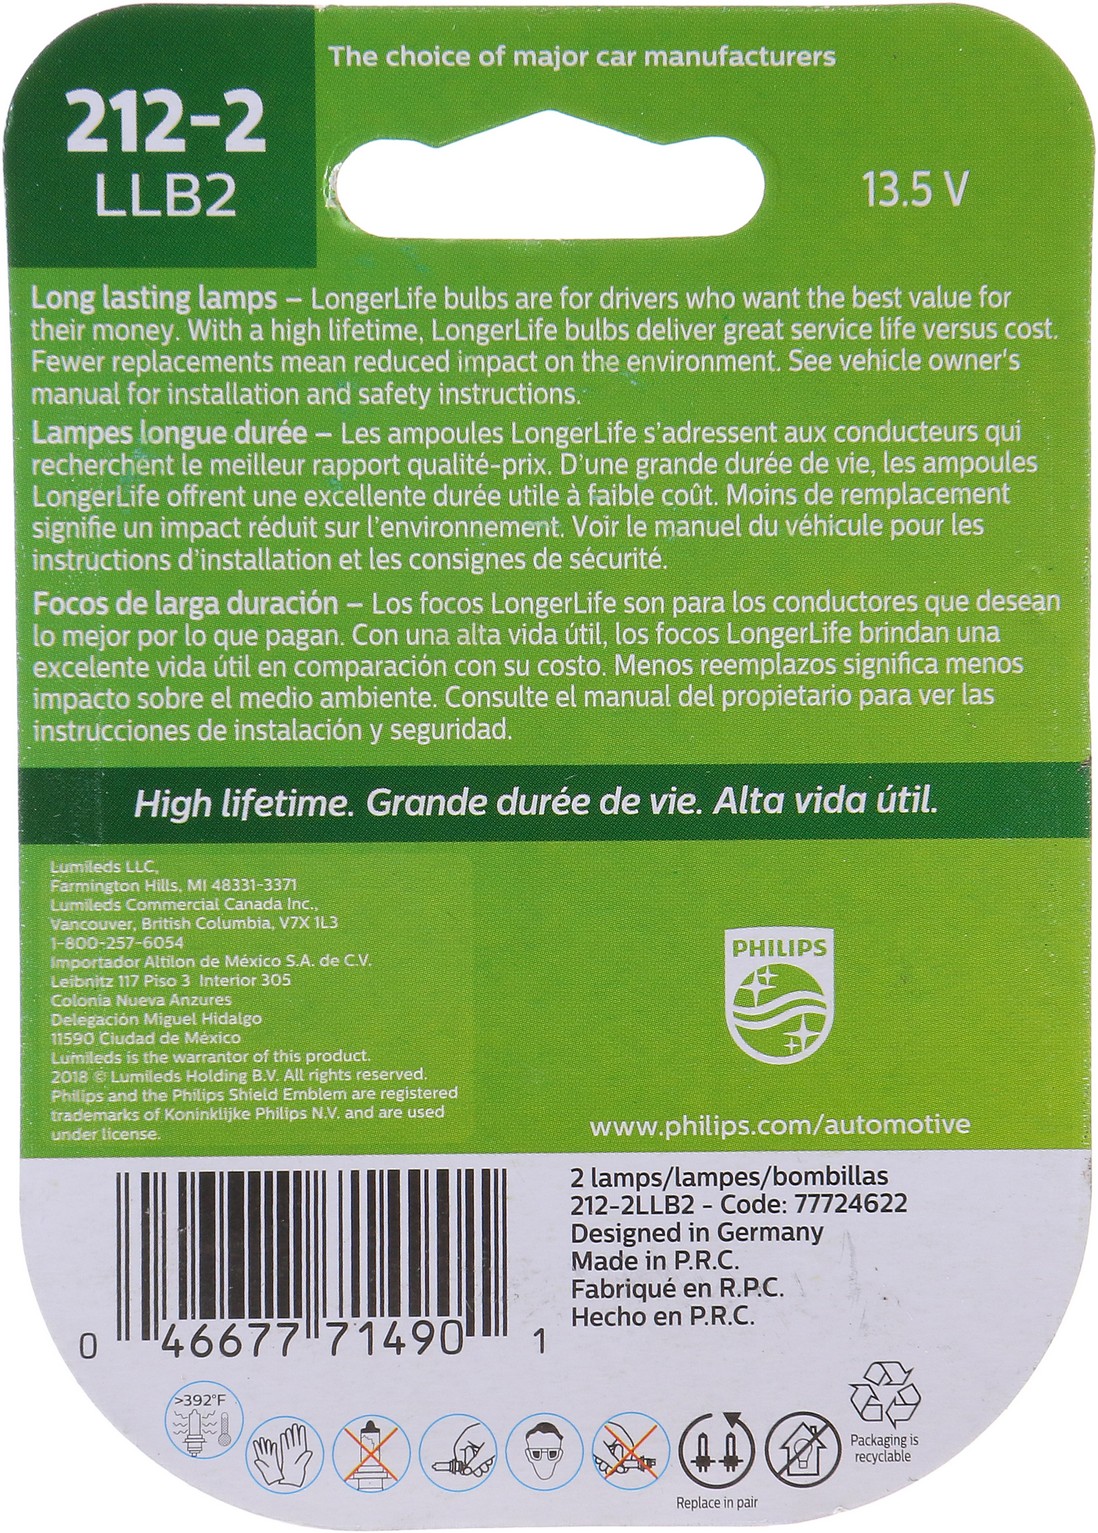 The choice of major car manufacturers
212-2
LLB2
13.5 V
Long lasting lamps – LongerLife bulbs are for drivers who want the best value for
their money. With a high lifetime, LongerLife bulbs deliver great service life versus cost.
Fewer replacements mean reduced impact on the environment. See vehicle owner's
manual for installation and safety instructions.
Lampes longue durée – Les ampoules LongerLife s'adressent aux conducteurs qui
recherchent le meilleur rapport qualité-prix. D'une grande durée de vie, les ampoules
LongerLife offrent une excellente durée utile à faible coût. Moins de remplacement
signifie un impact réduit sur l'environnement. Voir le manuel du véhicule pour les
instructions d'installation et les consignes de sécurité.
Focos de larga duración – Los focos LongerLife son para los conductores que desean
lo mejor por lo que pagan. Con una alta vida útil, los focos LongerLife brindan una
excelente vida útil en comparación con su costo. Menos reemplazos significa menos
impacto sobre el medio ambiente. Consulte el manual del propietario para ver las
instrucciones de instalación y seguridad.
High lifetime. Grande durée de vie. Alta vida útil.
Lumileds LLC,
Farmington Hills, MI 48331-3371
Lumileds Commercial Canada Inc.,
Vancouver, British Columbia, V7X 1L3
1-800-257-6054
Importador Altilon de México S.A. de C.V.
Leibnitz 117 Piso 3 Interior 305
Colonia Nueva Anzures
Delegación Miguel Hidalgo
11590 Ciudad de México
Lumileds is the warrantor of this product.
2018 © Lumileds Holding B.V. All rights reserved.
Philips and the Philips Shield Emblem are registered
trademarks of Koninklijke Philips N.V. and are used
under license.
PHILIPS
www.philips.com/automotive
2 lamps/lampes/bombillas
212-2LLB2 - Code: 77724622
Designed in Germany
Made in P.R.C.
Fabriqué en R.P.C.
Hecho en P.R.C.
0 46677 71490 1
>392°F
Replace in pair
Packaging is
recyclable